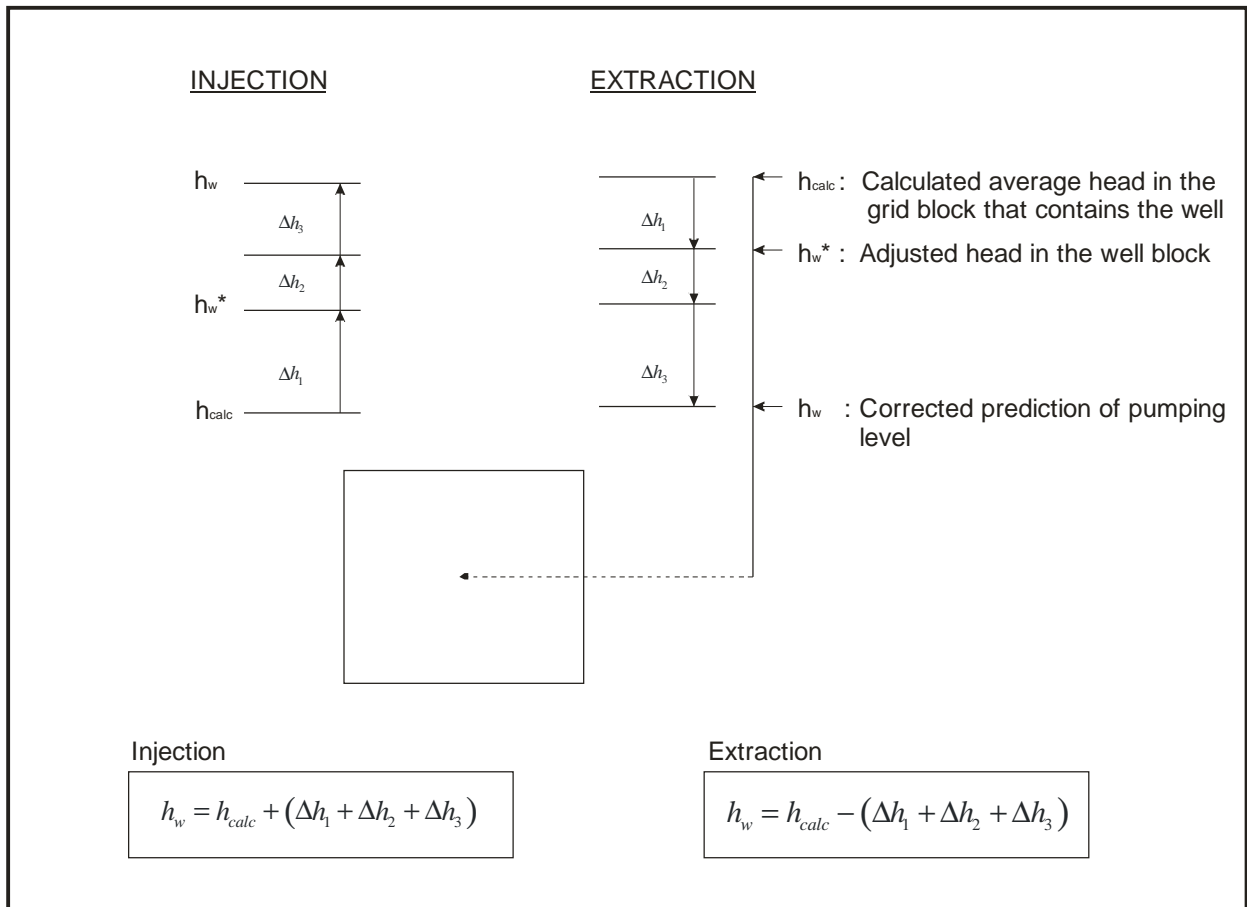 INJECTION
EXTRACTION
hw
Δh3
Δh2
hw*
Δh1
hcalc
Δh1
Δh2
Δh3
hcalc : Calculated average head in the
grid block that contains the well
hw* : Adjusted head in the well block
hw : Corrected prediction of pumping
level
Injection
hw = hcalc + (Δh1 + Δh2 + Δh3)
Extraction
hw = hcalc − (Δh1 + Δh2 + Δh3)